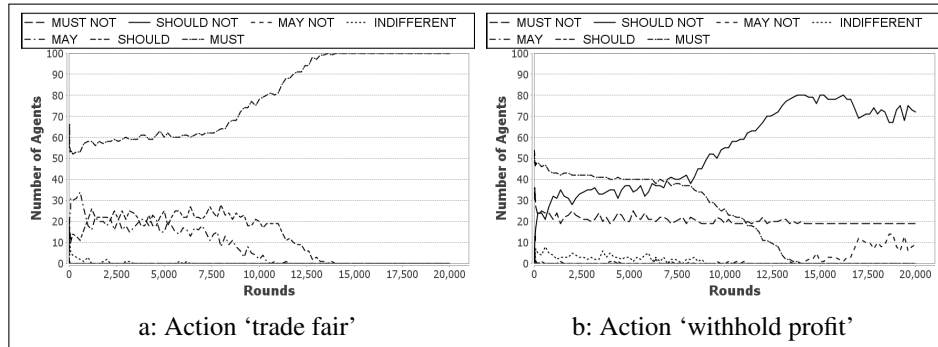 MUST NOT SHOULD NOT MAY NOT INDIFFERENT
MAY SHOULD MUST
Number of Agents
100
90
80
70
60
50
40
30
20
10
0
0 2,500 5,000 7,500 10,000 12,500 15,000 17,500 20,000
Rounds
a: Action ‘trade fair’
MUST NOT SHOULD NOT MAY NOT INDIFFERENT
MAY SHOULD MUST
Number of Agents
100
90
80
70
60
50
40
30
20
10
0
0 2,500 5,000 7,500 10,000 12,500 15,000 17,500 20,000
Rounds
b: Action ‘withhold profit’